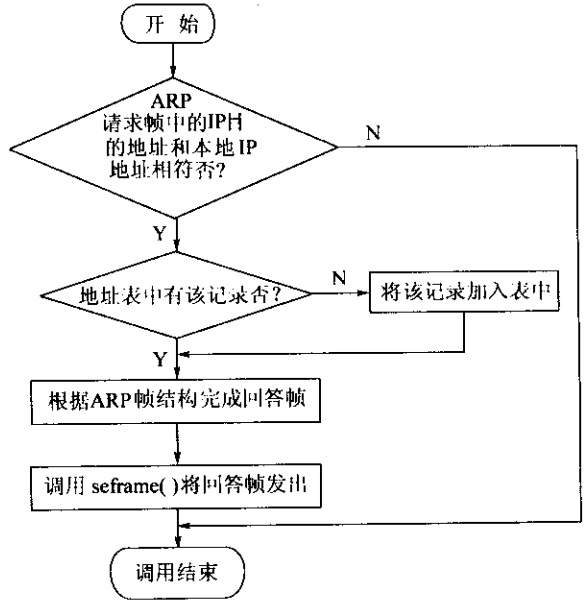 开 始
ARP
请求帧中的IPH
的地址和本地IP
地址相符否?
N
Y
地址表中有该记录否?
N
将该记录加入表中
Y
根据ARP帧结构完成回答帧
调用 seframe( )将回答帧发出
调用结束